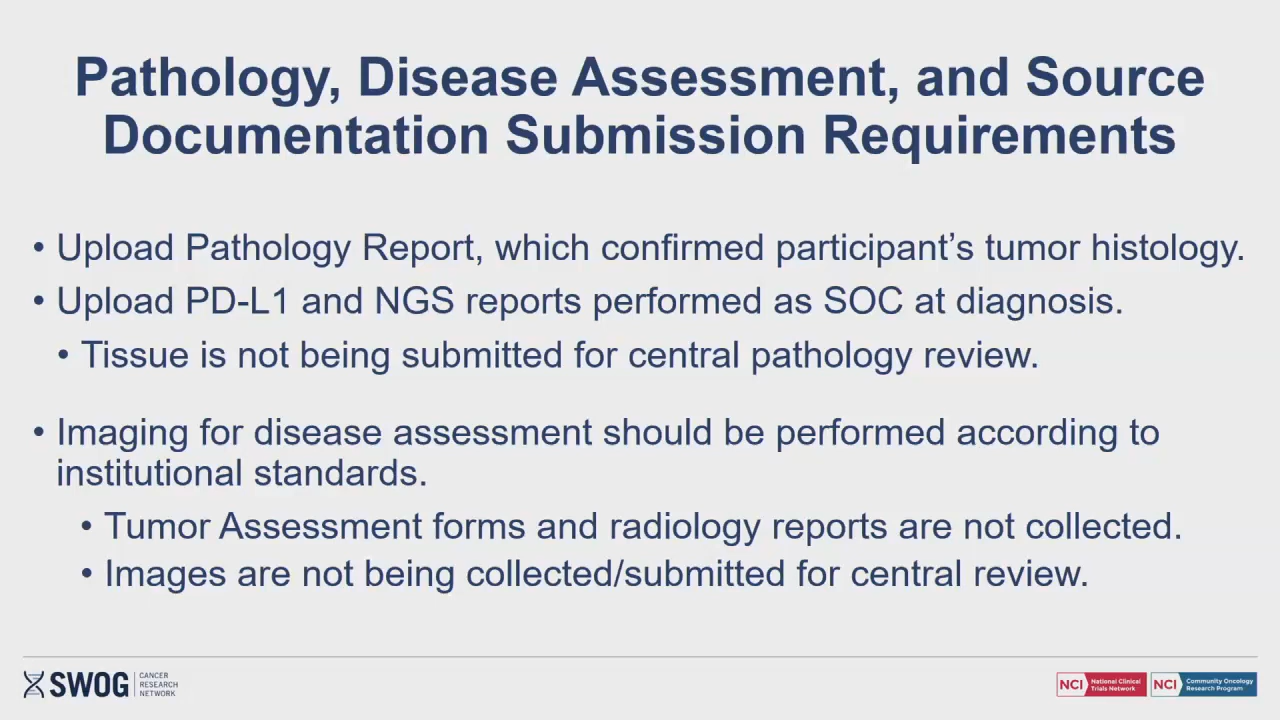 Pathology, Disease Assessment, and Source
Documentation Submission Requirements
• Upload Pathology Report, which confirmed participant’s tumor histology.
• Upload PD-L1 and NGS reports performed as SOC at diagnosis.
• Tissue is not being submitted for central pathology review.
• Imaging for disease assessment should be performed according to
institutional standards.
• Tumor Assessment forms and radiology reports are not collected.
• Images are not being collected/submitted for central review.
SWOG
CANCER
RESEARCH
NETWORK
NCI
National Clinical
Trials Network
NCI
Community Oncology
Research Program